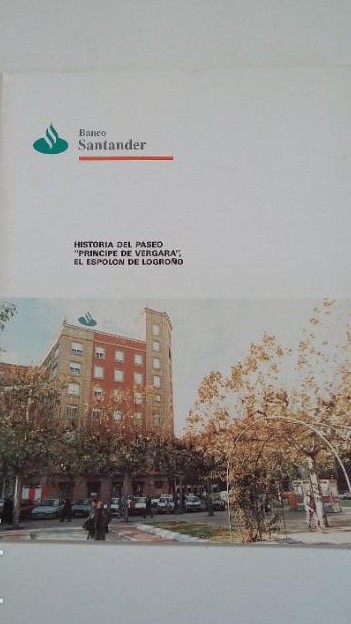 Banco
Santander
HISTORIA DEL PASEO
"PRINCIPE DE VERGARA",
EL ESPOLON DE LOGROÑO